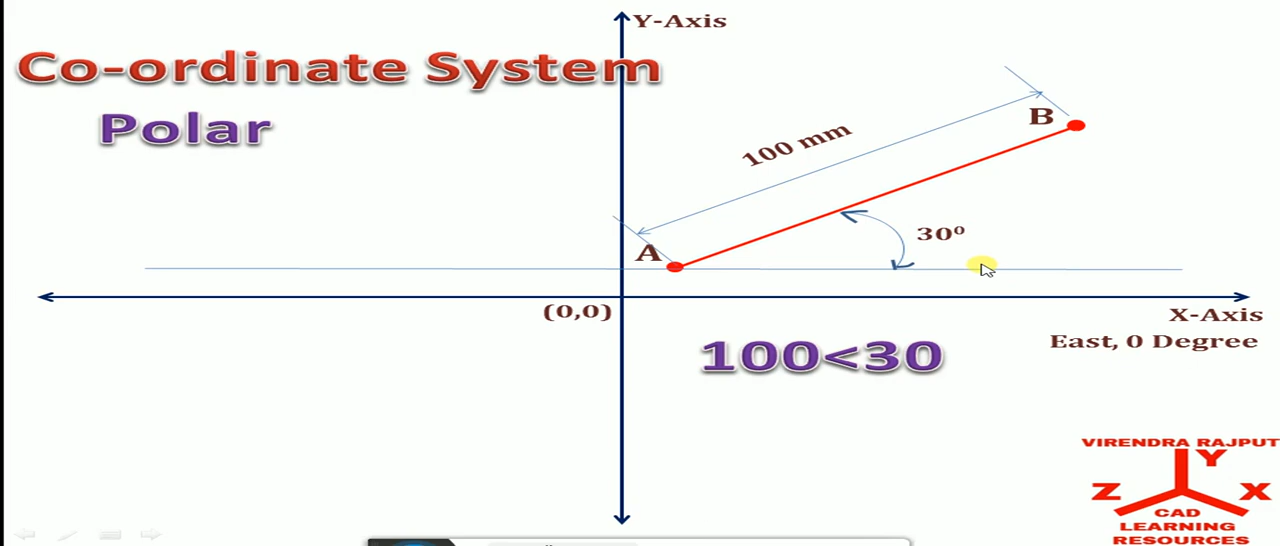 Y-Axis
Co-ordinate System
Polar
B
100 mm
30⁰
A
(0,0)
X-Axis
East, 0 Degree
100<30
VIRENDRA RAJPUT
Y
Z X
CAD
LEARNING
RESOURCES